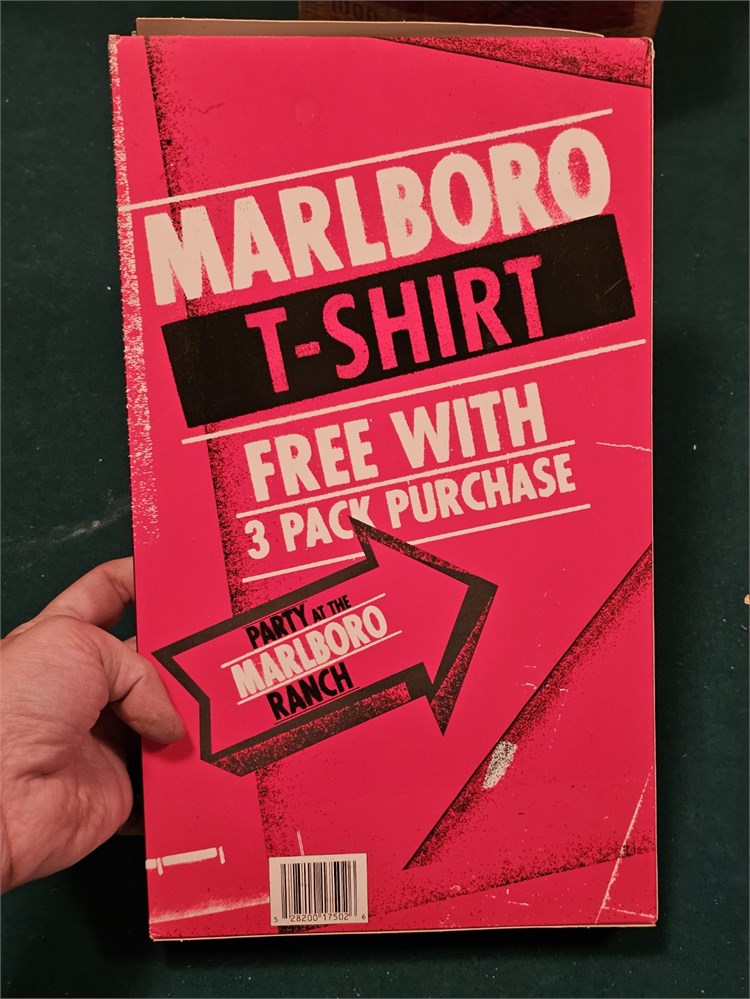 MARLBORO
T-SHIRT
FREE WITH
3 PACK PURCHASE
PARTY AT THE
MARLBORO
RANCH
5 28200 17502 6